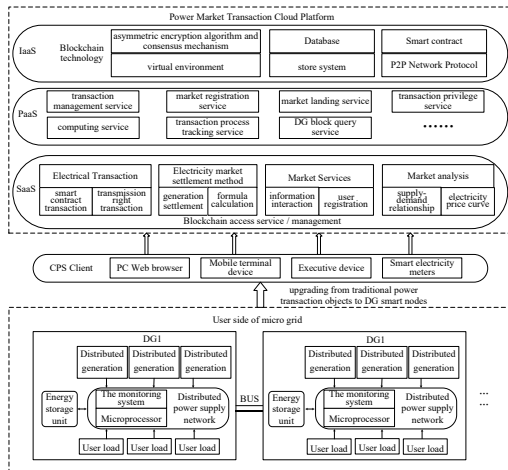 Power Market Transaction Cloud Platform
IaaS
Blockchain
technology
asymmetric encryption algorithm and
consensus mechanism
Database
Smart contract
virtual environment
store system
P2P Network Protocol
PaaS
transaction
management service
market registration
service
market landing service
transaction privilege
service
computing service
transaction process
tracking service
DG block query
service
······
SaaS
Electrical Transaction
smart
contract
transaction
transmission
right
transaction
Electricity market
settlement method
generation
settlement
formula
calculation
Market Services
information
interaction
user
registration
Market analysis
supply-
demand
relationship
electricity
price curve
Blockchain access service / management
CPS Client
PC Web browser
Mobile terminal
device
Executive device
Smart electricity
meters
upgrading from traditional power
transaction objects to DG smart nodes
User side of micro grid
DG1
Distributed
generation
Distributed
generation
Distributed
generation
Energy
storage
unit
The monitoring
system
Microprocessor
Distributed
power supply
network
User load
User load
User load
BUS
DG1
Distributed
generation
Distributed
generation
Distributed
generation
Energy
storage
unit
The monitoring
system
Microprocessor
Distributed
power supply
network
User load
User load
User load
...
...